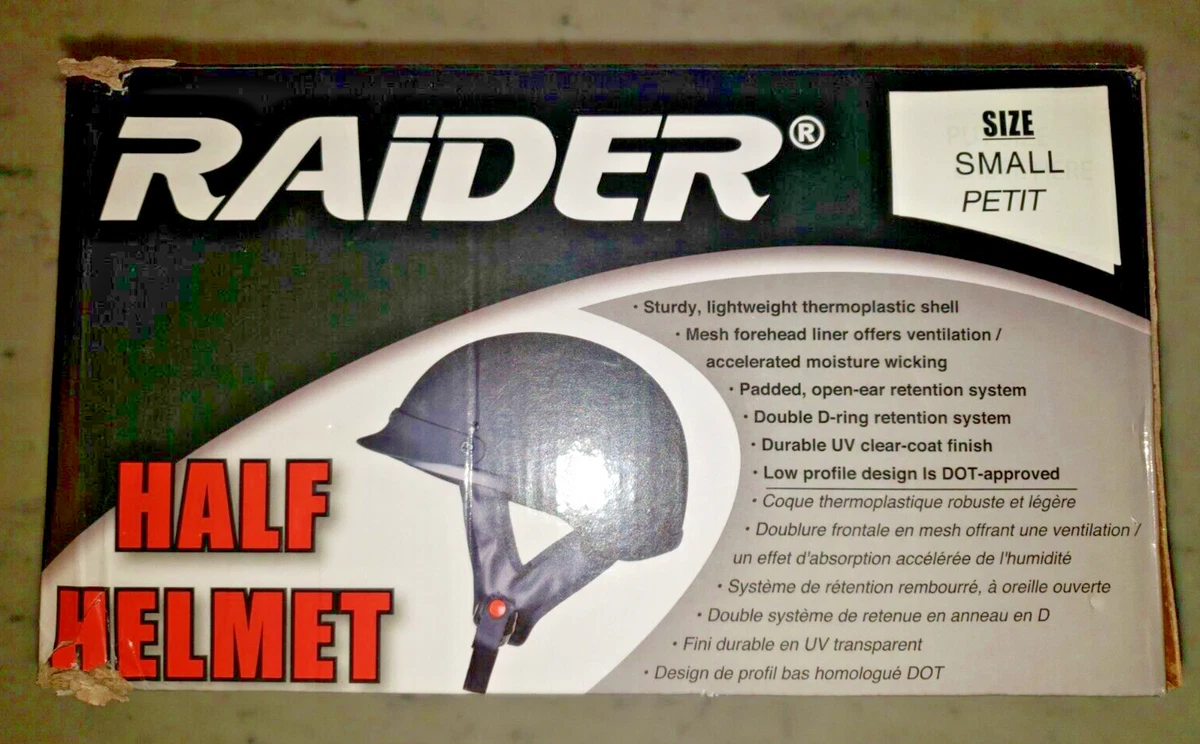 RAiDER®
SIZE
SMALL
PETIT
· Sturdy, lightweight thermoplastic shell
· Mesh forehead liner offers ventilation /
accelerated moisture wicking
· Padded, open-ear retention system
· Double D-ring retention system
· Durable UV clear-coat finish
· Low profile design Is DOT-approved
· Coque thermoplastique robuste et légère
· Doublure frontale en mesh offrant une ventilation /
un effet d'absorption accélérée de l'humidité
· Système de rétention rembourré, à oreille ouverte
· Double système de retenue en anneau en D
· Fini durable en UV transparent
· Design de profil bas homologué DOT
HALF
HELMET